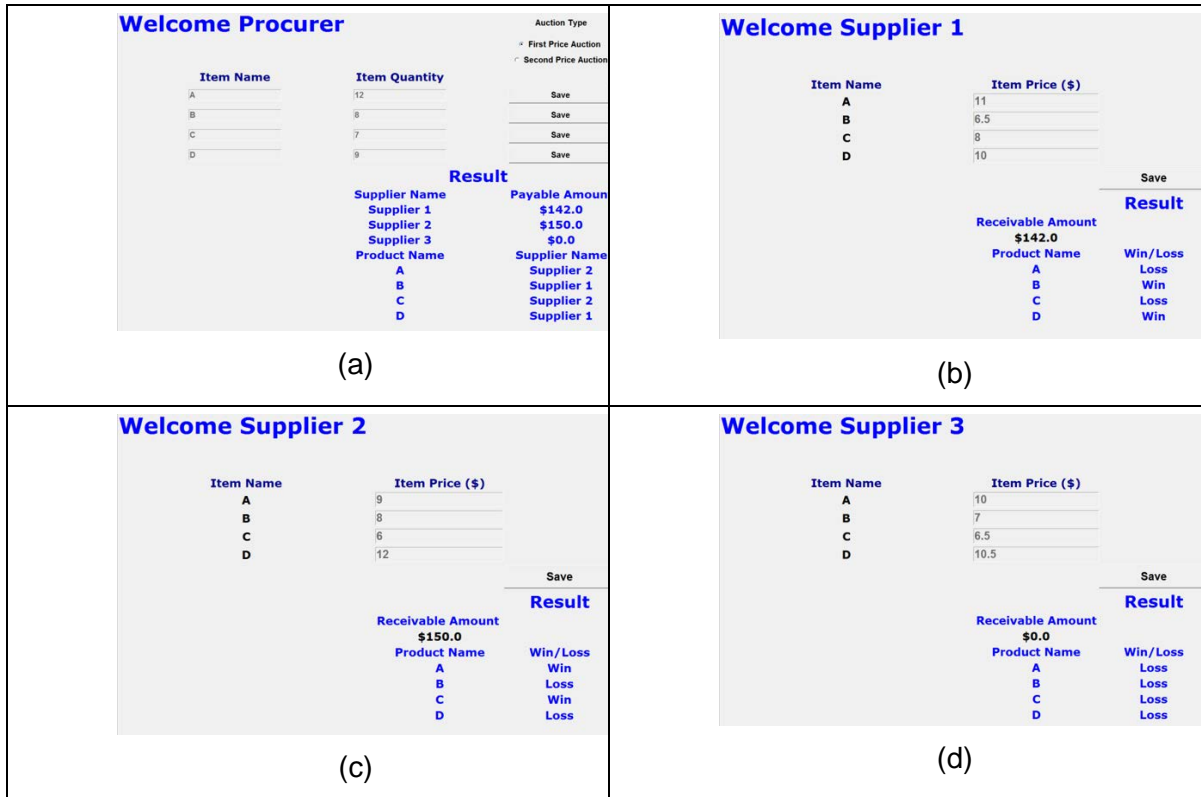 Welcome Procurer
Auction Type
First Price Auction
Second Price Auction
Item Name Item Quantity
A 12 Save
B 8 Save
C 7 Save
D 9 Save
Result
Supplier Name Payable Amoun
Supplier 1 $142.0
Supplier 2 $150.0
Supplier 3 $0.0
Product Name Supplier Name
A Supplier 2
B Supplier 1
C Supplier 2
D Supplier 1
(a)
Welcome Supplier 1
Item Name Item Price ($)
A 11
B 6.5
C 8
D 10
Save
Result
Receivable Amount
$142.0
Product Name Win/Loss
A Loss
B Win
C Loss
D Win
(b)
Welcome Supplier 2
Item Name Item Price ($)
A 9
B 8
C 6
D 12
Save
Result
Receivable Amount
$150.0
Product Name Win/Loss
A Win
B Loss
C Win
D Loss
(c)
Welcome Supplier 3
Item Name Item Price ($)
A 10
B 7
C 6.5
D 10.5
Save
Result
Receivable Amount
$0.0
Product Name Win/Loss
A Loss
B Loss
C Loss
D Loss
(d)